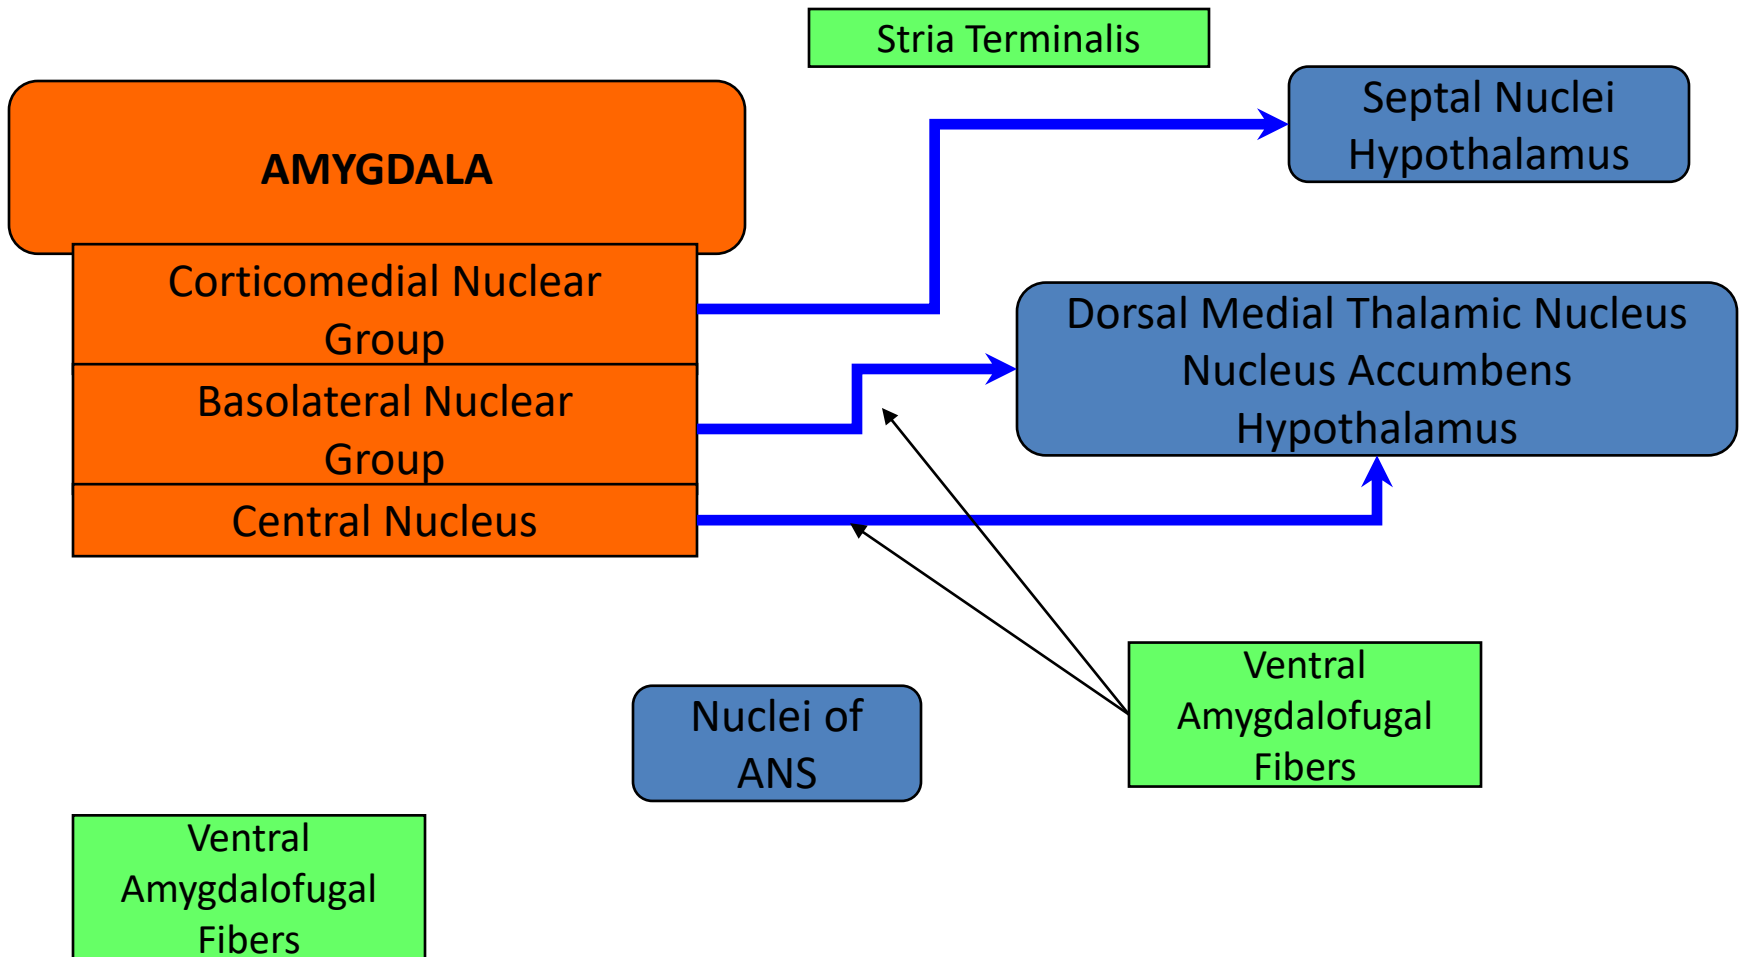 Stria Terminalis
Septal Nuclei
Hypothalamus
AMYGDALA
Corticomedial Nuclear
Group
Basolateral Nuclear
Group
Central Nucleus
Dorsal Medial Thalamic Nucleus
Nucleus Accumbens
Hypothalamus
Ventral
Amygdalofugal
Fibers
Nuclei of
ANS
Ventral
Amygdalofugal
Fibers